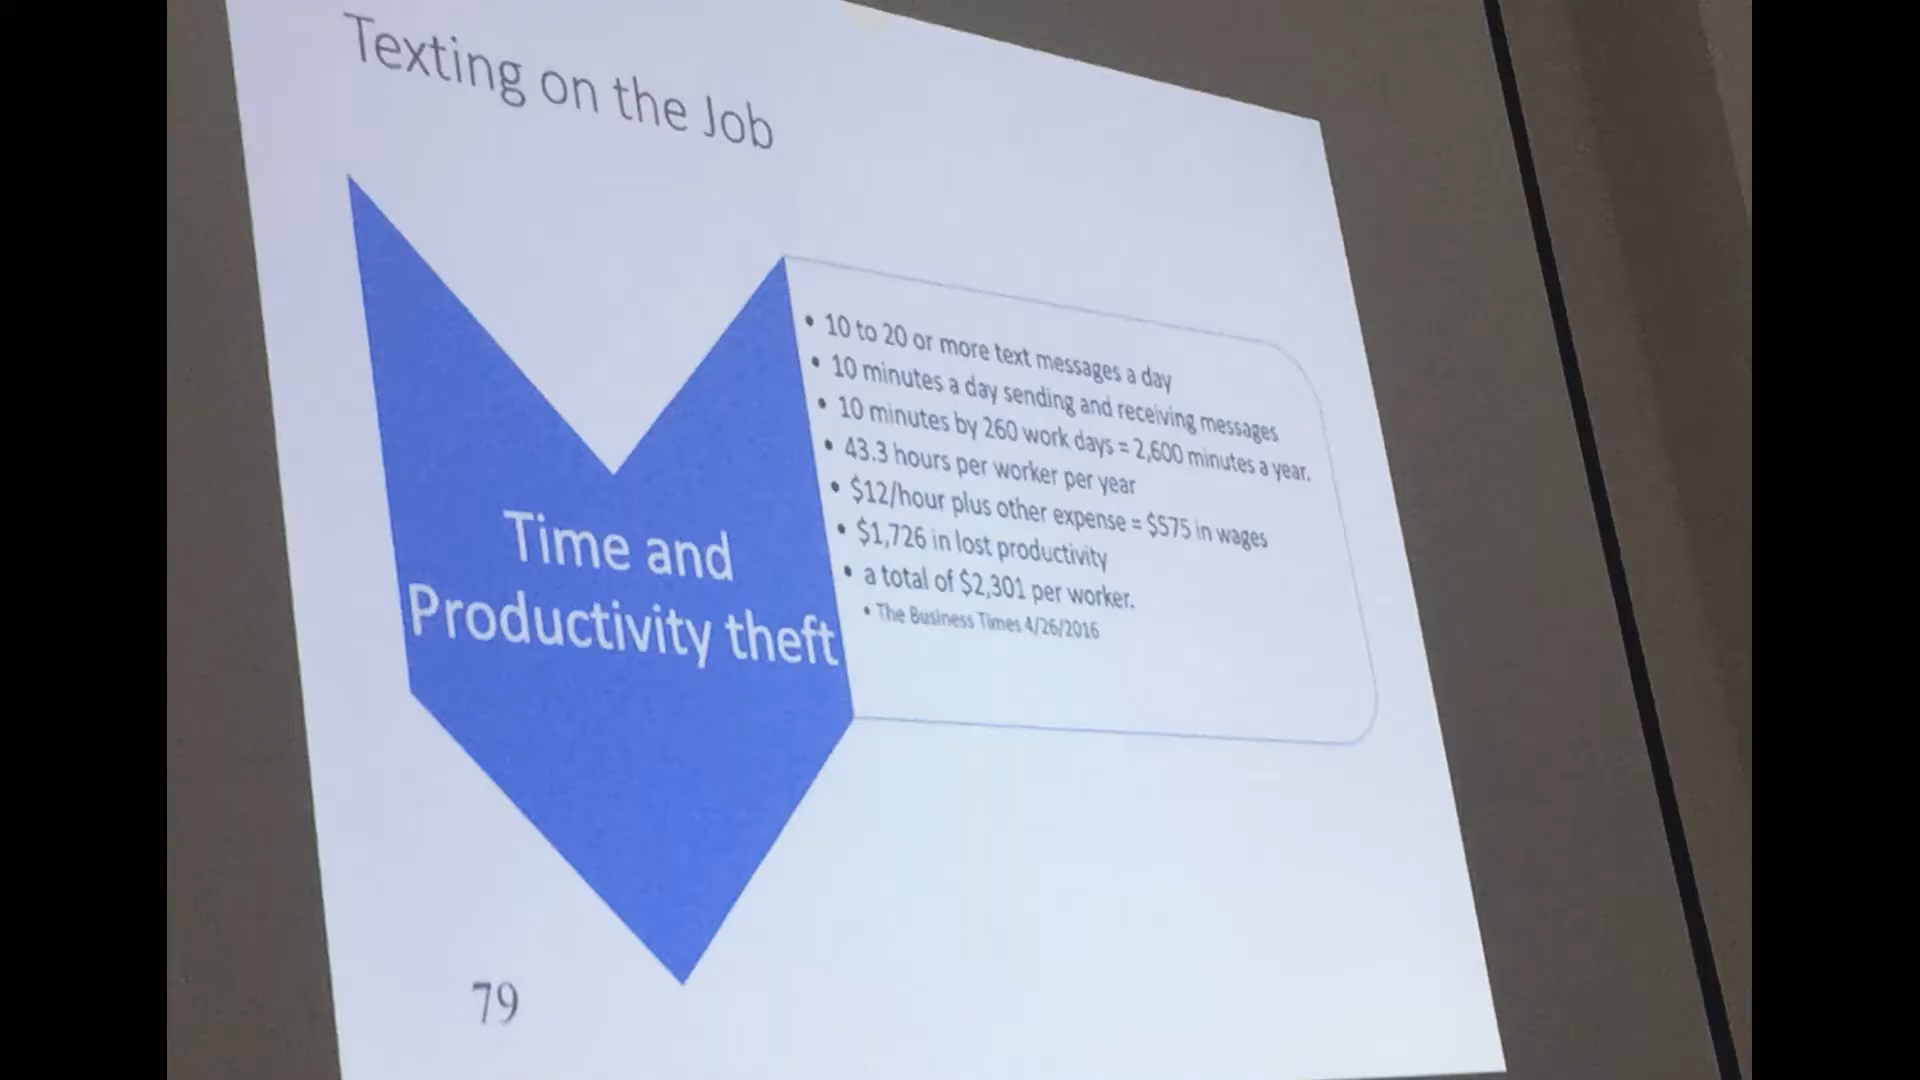 Texting on the Job
Time and
Productivity theft
• 10 to 20 or more text messages a day
• 10 minutes a day sending and receiving messages
• 10 minutes by 260 work days = 2,600 minutes a year.
• 43.3 hours per worker per year
• $12/hour plus other expense = $575 in wages
• $1,726 in lost productivity
• a total of $2,301 per worker.
• The Business Times 4/26/2016
79